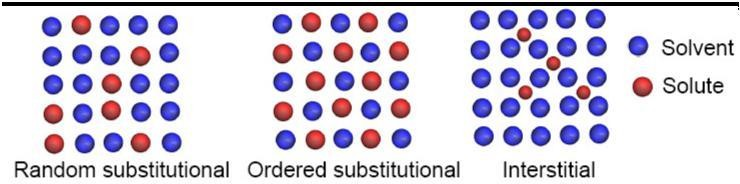 Solvent
Solute
Random substitutional
Ordered substitutional
Interstitial